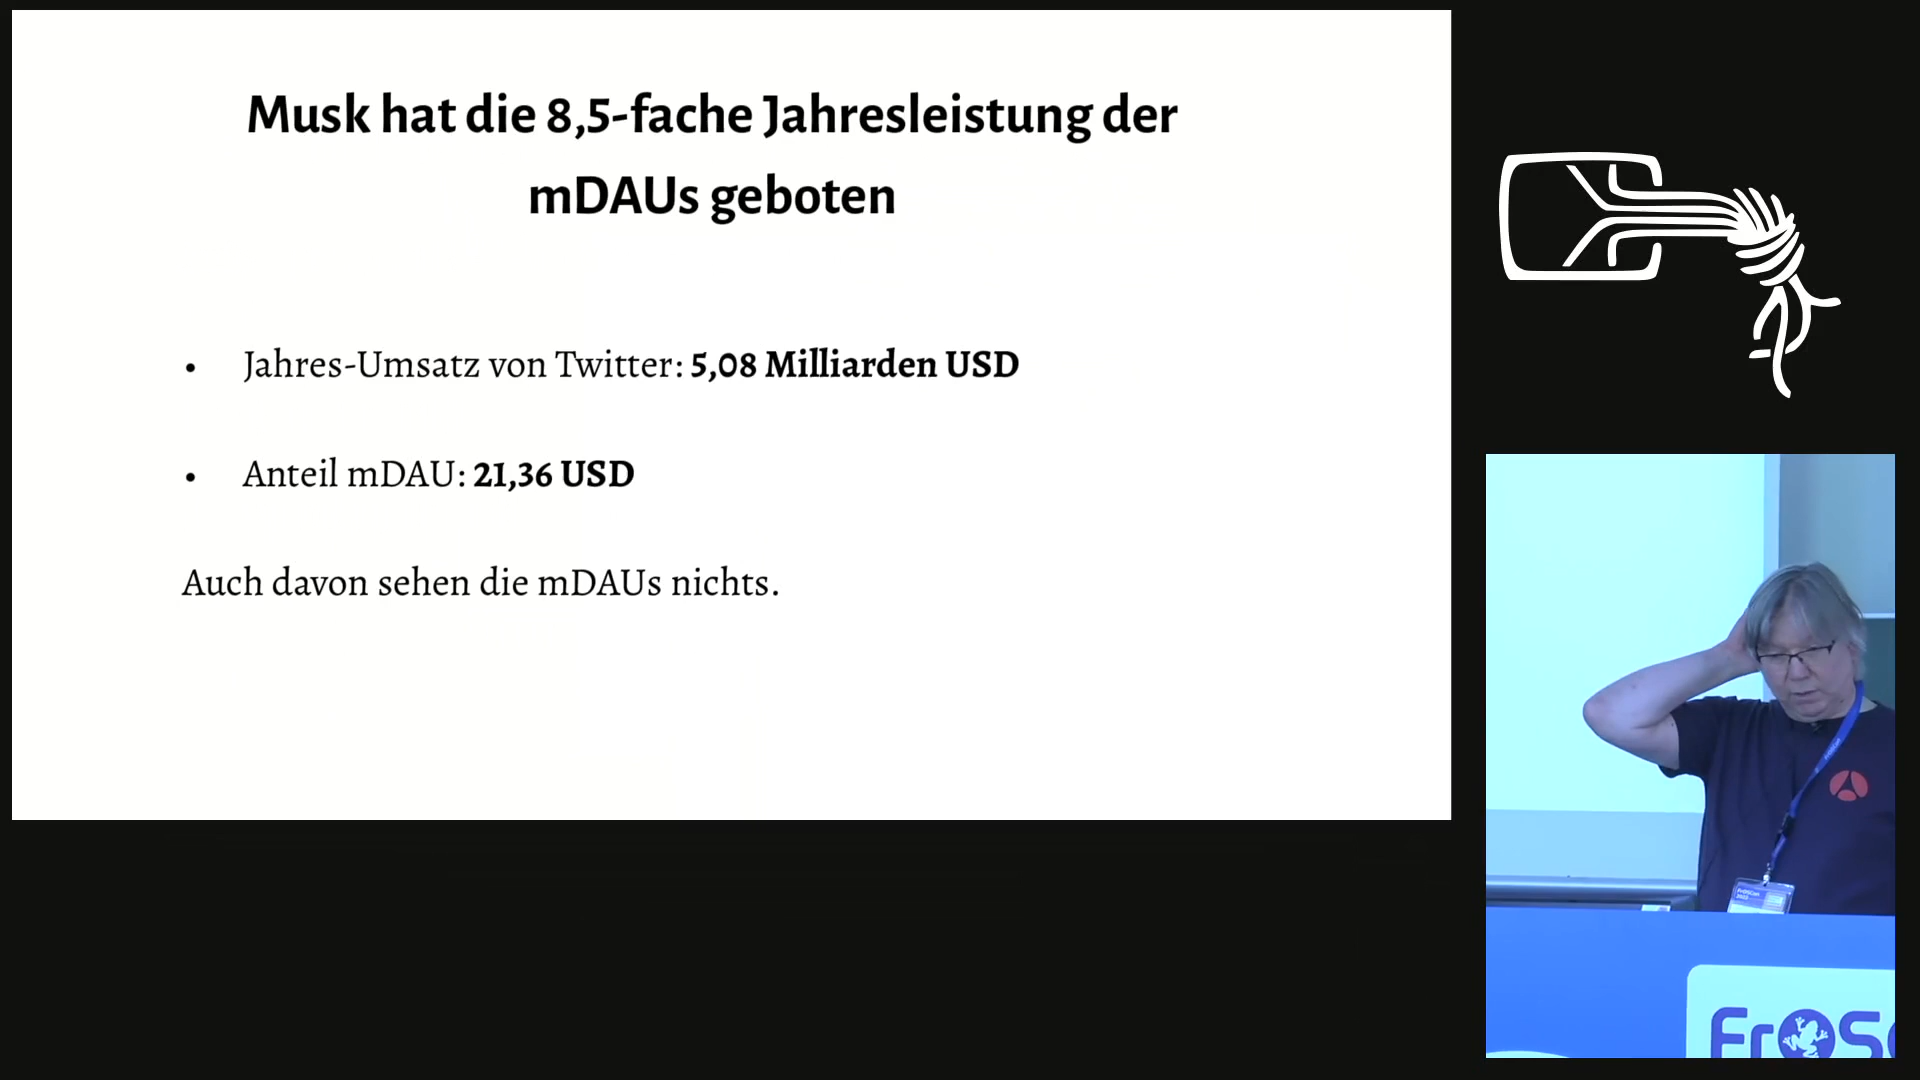 Musk hat die 8,5-fache Jahresleistung der
mDAUs geboten
• Jahres-Umsatz von Twitter: 5,08 Milliarden USD
• Anteil mDAU: 21,36 USD
Auch davon sehen die mDAUs nichts.
FrOSC